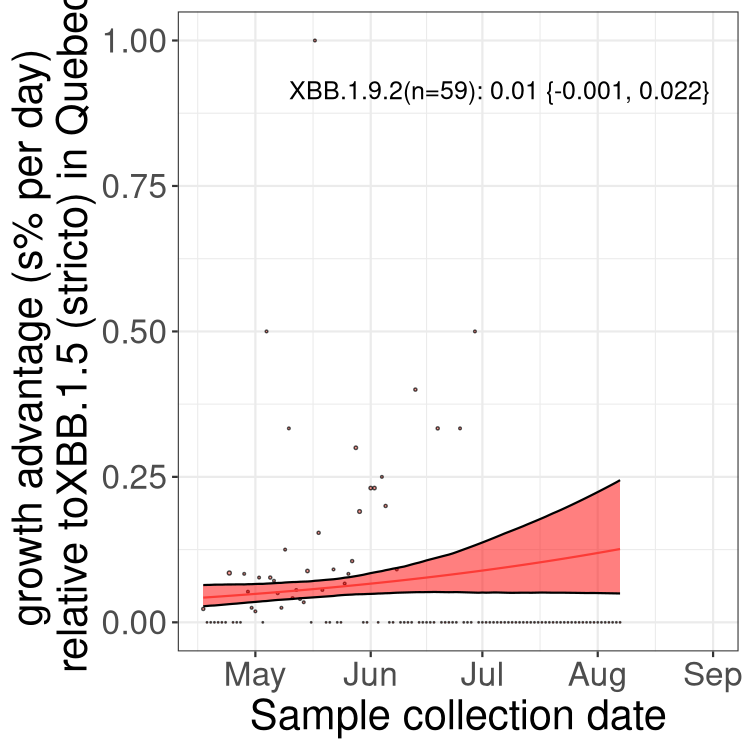 growth advantage (s% per day)
relative toXBB.1.5 (stricto) in Quebec
1.00
0.75
0.50
0.25
0.00
XBB.1.9.2(n=59): 0.01 {-0.001, 0.022}
May Jun Jul Aug Sep
Sample collection date